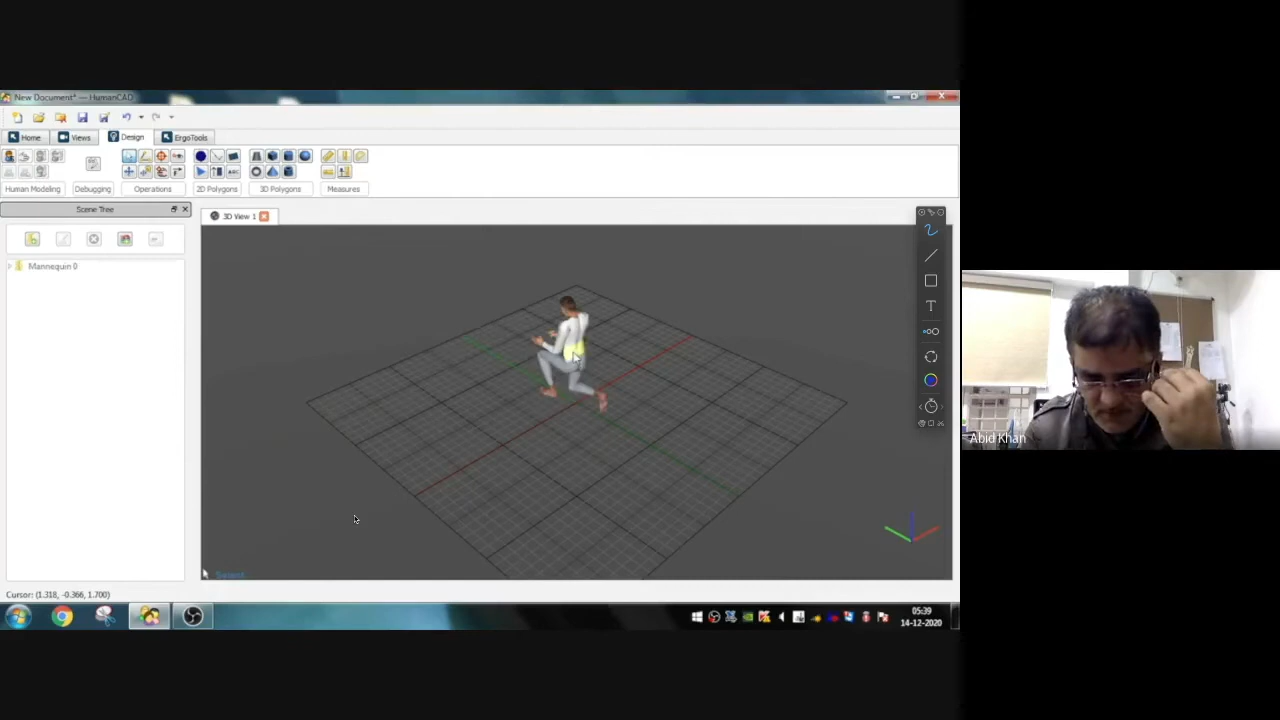 New Document* — HumanCAD
Home Views Design ErgoTools
Human Modeling Debugging Operations 2D Polygons 3D Polygons Measures
Scene Tree
3D View 1
Mannequin 0
T
Abid Khan
Select
Cursor: (1.318, -0.366, 1.700)
05:39
14-12-2020